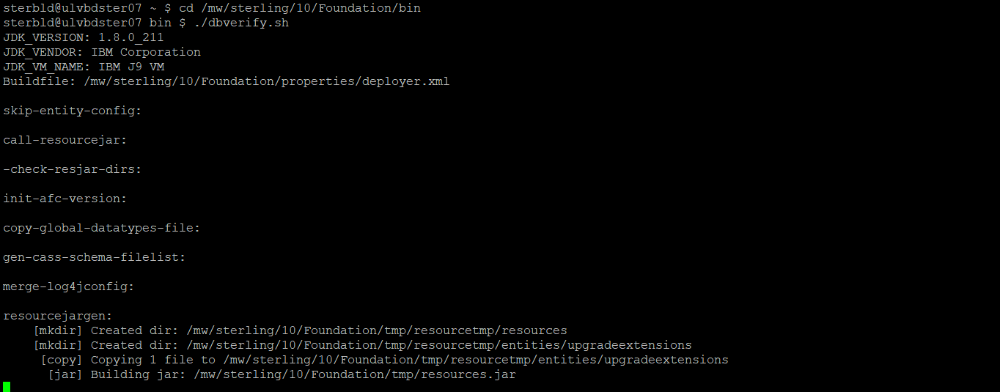 sterbld@ulvbdster07 ~ $ cd /mw/sterling/10/Foundation/bin
sterbld@ulvbdster07 bin $ ./dbverify.sh
JDK_VERSION: 1.8.0_211
JDK_VENDOR: IBM Corporation
JDK_VM_NAME: IBM J9 VM
Buildfile: /mw/sterling/10/Foundation/properties/deployer.xml
skip-entity-config:
call-resourcejar:
-check-resjar-dirs:
init-afc-version:
copy-global-datatypes-file:
gen-cass-schema-filelist:
merge-log4jconfig:
resourcejargen:
[mkdir] Created dir: /mw/sterling/10/Foundation/tmp/resourcetmp/resources
[mkdir] Created dir: /mw/sterling/10/Foundation/tmp/resourcetmp/entities/upgradeextensions
[copy] Copying 1 file to /mw/sterling/10/Foundation/tmp/resourcetmp/entities/upgradeextensions
[jar] Building jar: /mw/sterling/10/Foundation/tmp/resources.jar